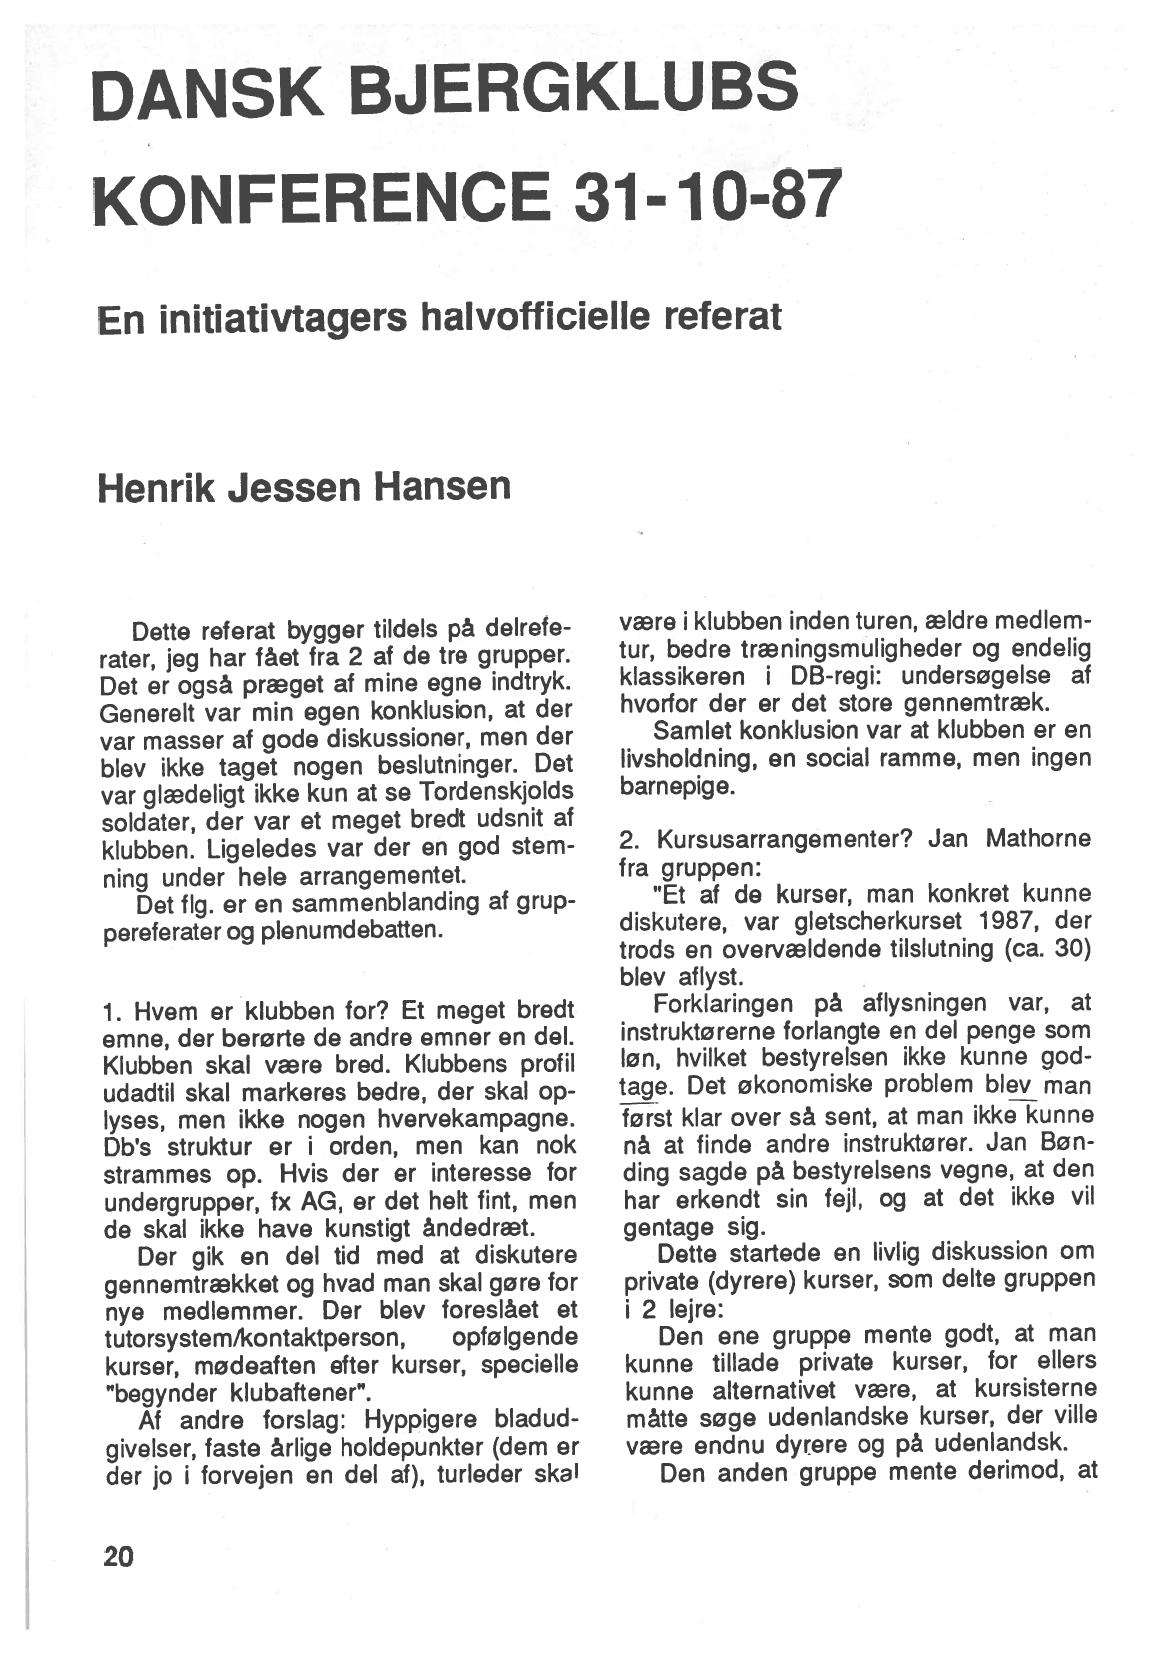 DANSK BJERGKLUBS
KONFERENCE 31-10-87
En initiativtagers halvofficielle referat
Henrik Jessen Hansen
Dette referat bygger tildels på delrefe-
rater, jeg har fået fra 2 af de tre grupper.
Det er også præget af mine egne indtryk.
Generelt var min egen konklusion, at der
var masser af gode diskussioner, men der
blev ikke taget nogen beslutninger. Det
var glædeligt ikke kun at se Tordenskjolds
soldater, der var et meget bredt udsnit af
klubben. Ligeledes var der en god stem-
ning under hele arrangementet.
Det flg. er en sammenblanding af grup-
pereferater og plenumdebatten.
1. Hvem er klubben for? Et meget bredt
emne, der berørte de andre emner en del.
Klubben skal være bred. Klubbens profil
udadtil skal markeres bedre, der skal op-
lyses, men ikke nogen hvervekampagne.
Db's struktur er i orden, men kan nok
strammes op. Hvis der er interesse for
undergrupper, fx AG, er det helt fint, men
de skal ikke have kunstigt åndedræt.
Der gik en del tid med at diskutere
gennemtrækket og hvad man skal gøre for
nye medlemmer. Der blev foreslået et
tutorsystem/kontaktperson, opfølgende
kurser, mødeaften efter kurser, specielle
"begynder klubaftener".
Af andre forslag: Hyppigere bladud-
givelser, faste årlige holdepunkter (dem er
der jo i forvejen en del af), turleder skal
være i klubben inden turen, ældre medlem-
tur, bedre træningsmuligheder og endelig
klassikeren i DB-regi: undersøgelse af
hvorfor der er det store gennemtræk.
Samlet konklusion var at klubben er en
livsholdning, en social ramme, men ingen
barnepige.
2. Kursusarrangementer? Jan Mathorne
fra gruppen:
"Et af de kurser, man konkret kunne
diskutere, var gletscherkurset 1987, der
trods en overvældende tilslutning (ca. 30)
blev aflyst.
Forklaringen på aflysningen var, at
instruktørerne forlangte en del penge som
løn, hvilket bestyrelsen ikke kunne god-
tage. Det økonomiske problem blev man
først klar over så sent, at man ikke kunne
nå at finde andre instruktører. Jan Bøn-
ding sagde på bestyrelsens vegne, at den
har erkendt sin fejl, og at det ikke vil
gentage sig.
Dette startede en livlig diskussion om
private (dyrere) kurser, som delte gruppen
i 2 lejre:
Den ene gruppe mente godt, at man
kunne tillade private kurser, for ellers
kunne alternativet være, at kursisterne
måtte søge udenlandske kurser, der ville
være endnu dyrere og på udenlandsk.
Den anden gruppe mente derimod, at
20